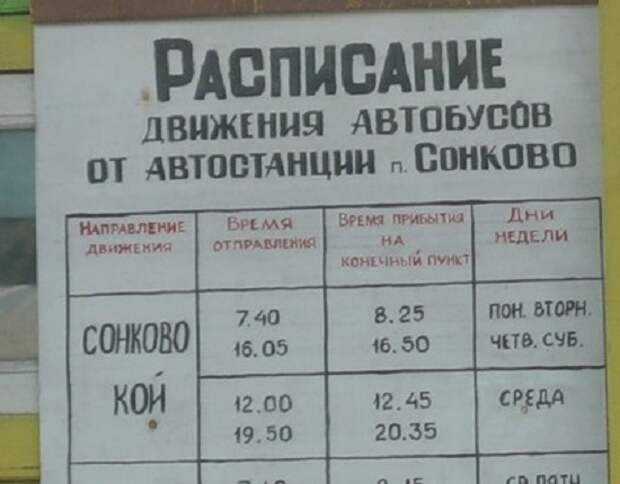 РАСПИСАНИЕ
ДВИЖЕНИЯ АВТОБУСОВ
ОТ АВТОСТАНЦИИ п. СОНКОВО
НАПРАВЛЕНИЕ ДВИЖЕНИЯ
ВРЕМЯ ОТПРАВЛЕНИЯ
ВРЕМЯ ПРИБЫТИЯ НА КОНЕЧНЫЙ ПУНКТ
ДНИ НЕДЕЛИ
СОНКОВО
КОЙ
7.40 8.25 ПОН. ВТОРН.
16.05 16.50 ЧЕТВ. СУБ.
12.00 12.45 СРЕДА
19.50 20.35